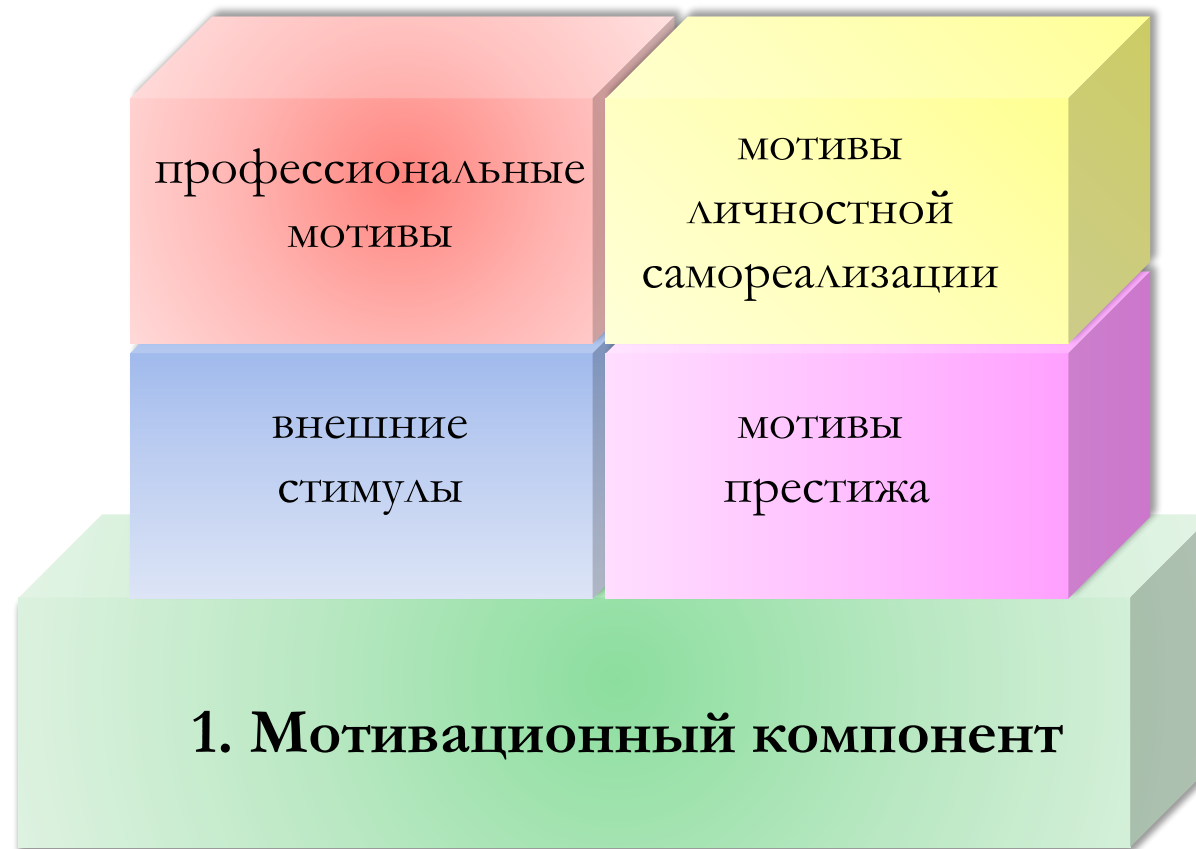 профессиональные
мотивы
мотивы
личностной
самореализации
внешние
стимулы
мотивы
престижа
1. Мотивационный компонент